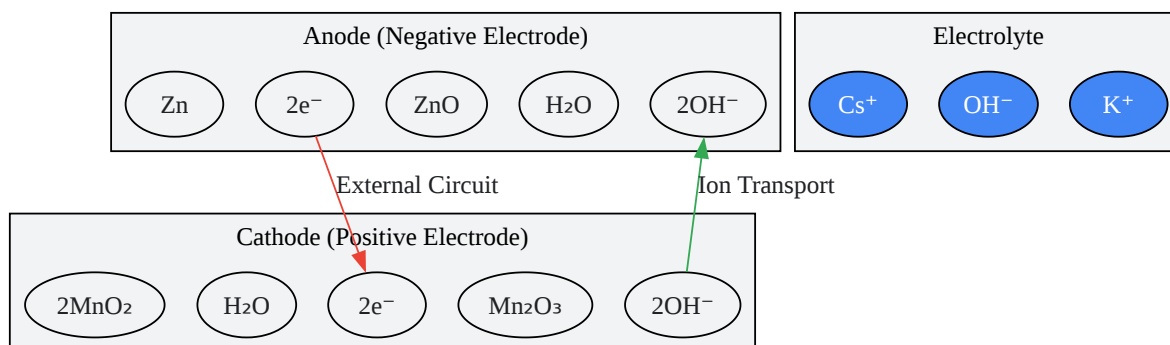 Anode (Negative Electrode)
Electrolyte
Zn
2e⁻
ZnO
H₂O
2OH⁻
Cs⁺
OH⁻
K⁺
External Circuit
Ion Transport
Cathode (Positive Electrode)
2MnO₂
H₂O
2e⁻
Mn₂O₃
2OH⁻